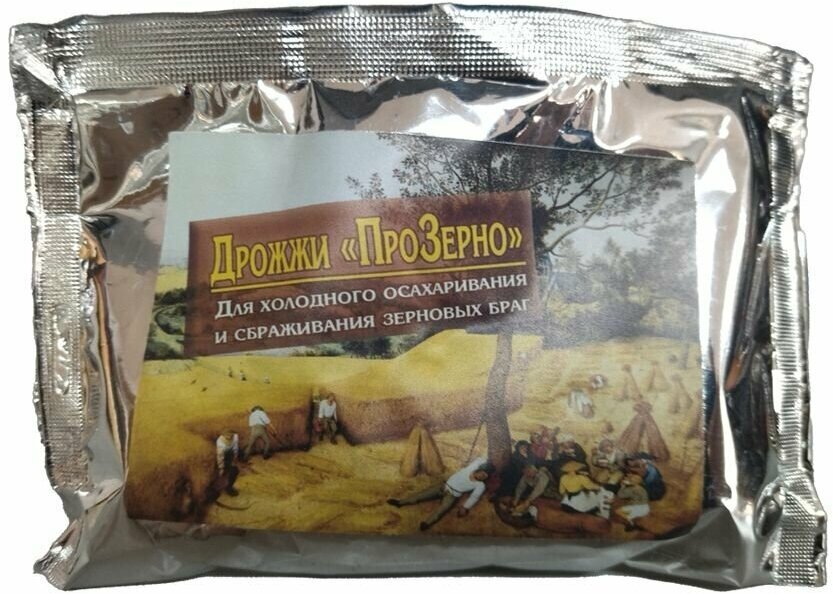 Дрожжи «ПроЗерно»
Для холодного осахаривания
и сбраживания зерновых браг